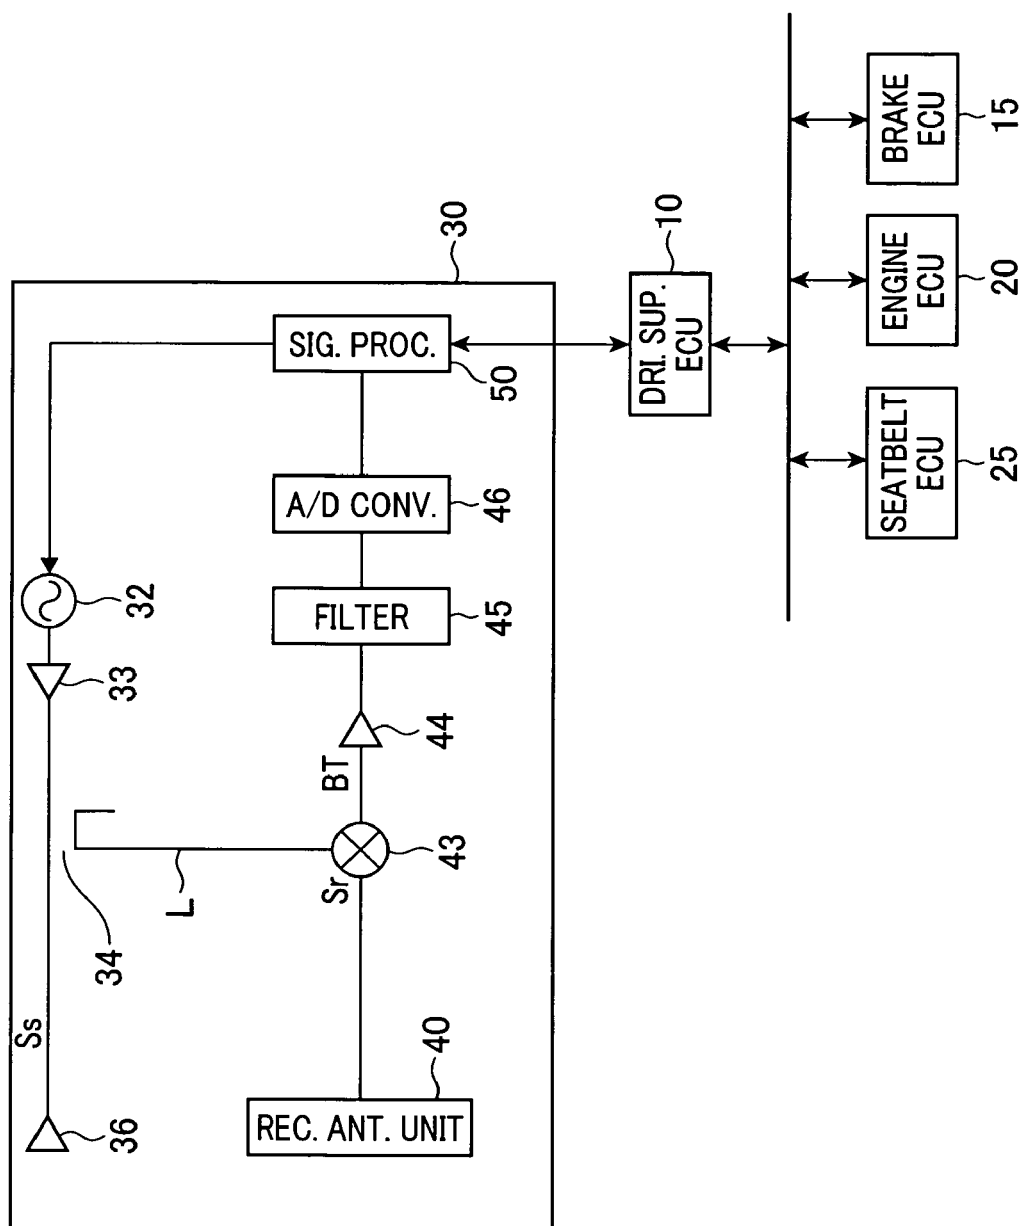 30
SIG. PROC.
50
A/D CONV.
46
FILTER
45
32
33
44
BT
43
Sr
L
34
Ss
36
REC. ANT. UNIT
40
10
DRI. SUP.
ECU
BRAKE
ECU
15
ENGINE
ECU
20
SEATBELT
ECU
25